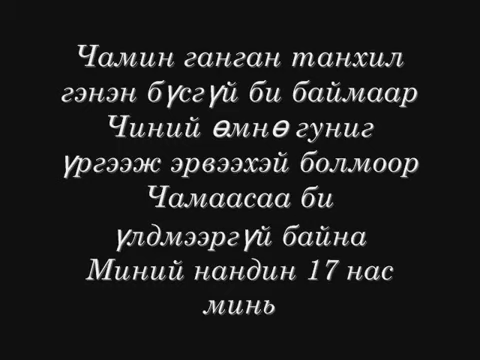 Чамин ганган танхил
гэнэн бүсгүй би баймаар
Чиний өмнө гуниг
үргээж эрвээхэй болмоор
Чамаасаа би
үлдмээргүй байна
Миний нандин 17 нас
минь